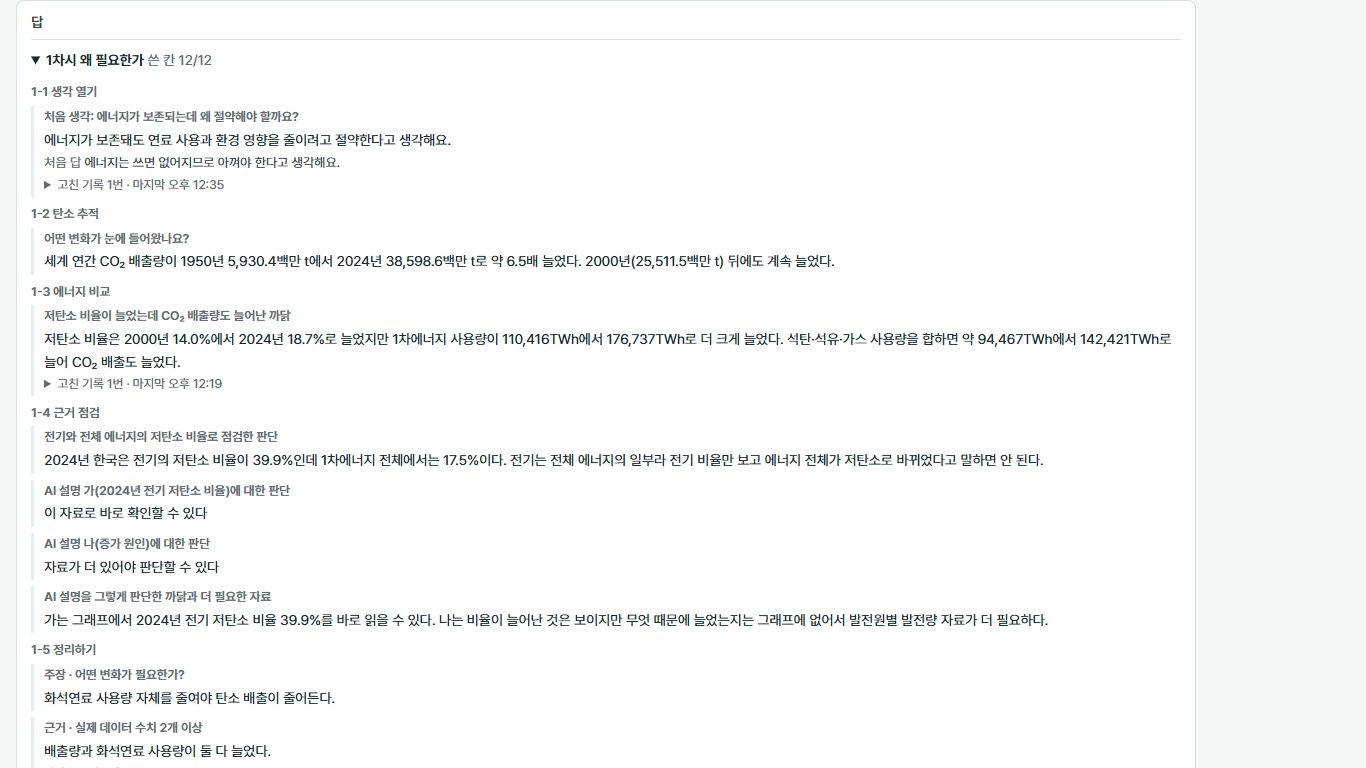 답
▼ 1차시 왜 필요한가 쓴 칸 12/12
1-1 생각 열기
처음 생각: 에너지가 보존되는데 왜 절약해야 할까요?
에너지가 보존돼도 연료 사용과 환경 영향을 줄이려고 절약한다고 생각해요.
처음 답 에너지는 쓰면 없어지므로 아껴야 한다고 생각해요.
▶ 고친 기록 1번 · 마지막 오후 12:35
1-2 탄소 추적
어떤 변화가 눈에 들어왔나요?
세계 연간 CO₂ 배출량이 1950년 5,930.4백만 t에서 2024년 38,598.6백만 t로 약 6.5배 늘었다. 2000년(25,511.5백만 t) 뒤에도 계속 늘었다.
1-3 에너지 비교
저탄소 비율이 늘었는데 CO₂ 배출량도 늘어난 까닭
저탄소 비율은 2000년 14.0%에서 2024년 18.7%로 늘었지만 1차에너지 사용량이 110,416TWh에서 176,737TWh로 더 크게 늘었다. 석탄·석유·가스 사용량을 합하면 약 94,467TWh에서 142,421TWh로
늘어 CO₂ 배출도 늘었다.
▶ 고친 기록 1번 · 마지막 오후 12:19
1-4 근거 점검
전기와 전체 에너지의 저탄소 비율로 점검한 판단
2024년 한국은 전기의 저탄소 비율이 39.9%인데 1차에너지 전체에서는 17.5%이다. 전기는 전체 에너지의 일부라 전기 비율만 보고 에너지 전체가 저탄소로 바뀌었다고 말하면 안 된다.
AI 설명 가(2024년 전기 저탄소 비율)에 대한 판단
이 자료로 바로 확인할 수 있다
AI 설명 나(증가 원인)에 대한 판단
자료가 더 있어야 판단할 수 있다
AI 설명을 그렇게 판단한 까닭과 더 필요한 자료
가는 그래프에서 2024년 전기 저탄소 비율 39.9%를 바로 읽을 수 있다. 나는 비율이 늘어난 것은 보이지만 무엇 때문에 늘었는지는 그래프에 없어서 발전원별 발전량 자료가 더 필요하다.
1-5 정리하기
주장 · 어떤 변화가 필요한가?
화석연료 사용량 자체를 줄여야 탄소 배출이 줄어든다.
근거 · 실제 데이터 수치 2개 이상
배출량과 화석연료 사용량이 둘 다 늘었다.